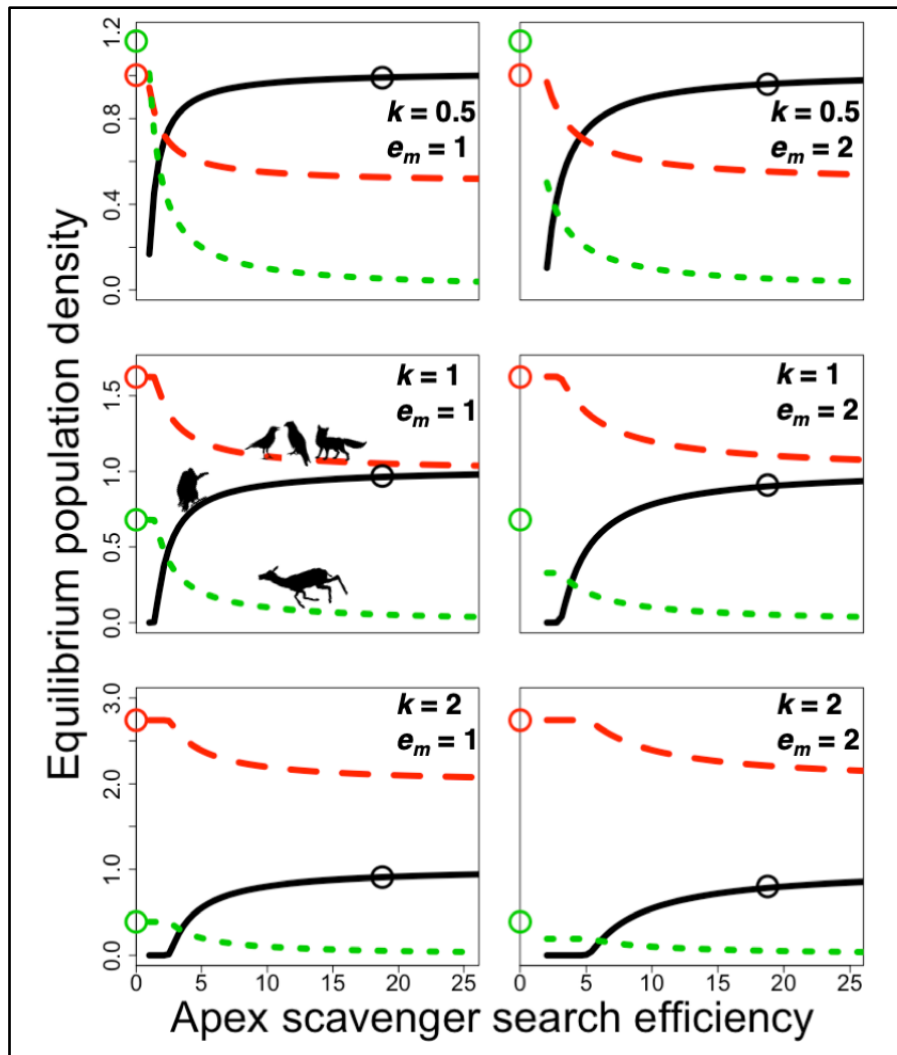 Equilibrium population density
0.0 0.4 0.8 1.2
k = 0.5
e_m = 1
k = 0.5
e_m = 2
0.0 0.5 1.0 1.5
k = 1
e_m = 1
k = 1
e_m = 2
0.0 1.0 2.0 3.0
k = 2
e_m = 1
k = 2
e_m = 2
0 5 10 15 20 25
0 5 10 15 20 25
Apex scavenger search efficiency